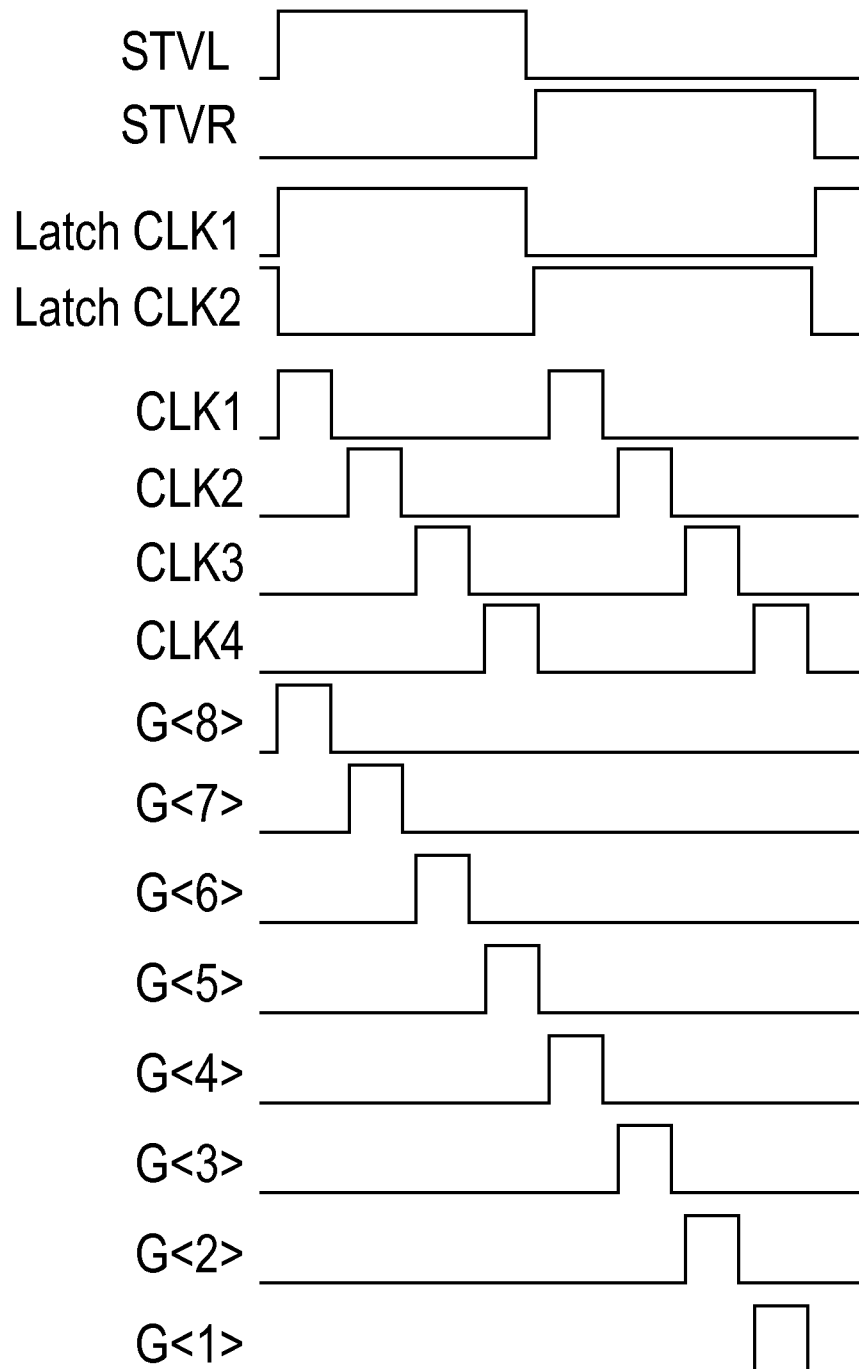 STVL
STVR
Latch CLK1
Latch CLK2
CLK1
CLK2
CLK3
CLK4
G<8>
G<7>
G<6>
G<5>
G<4>
G<3>
G<2>
G<1>